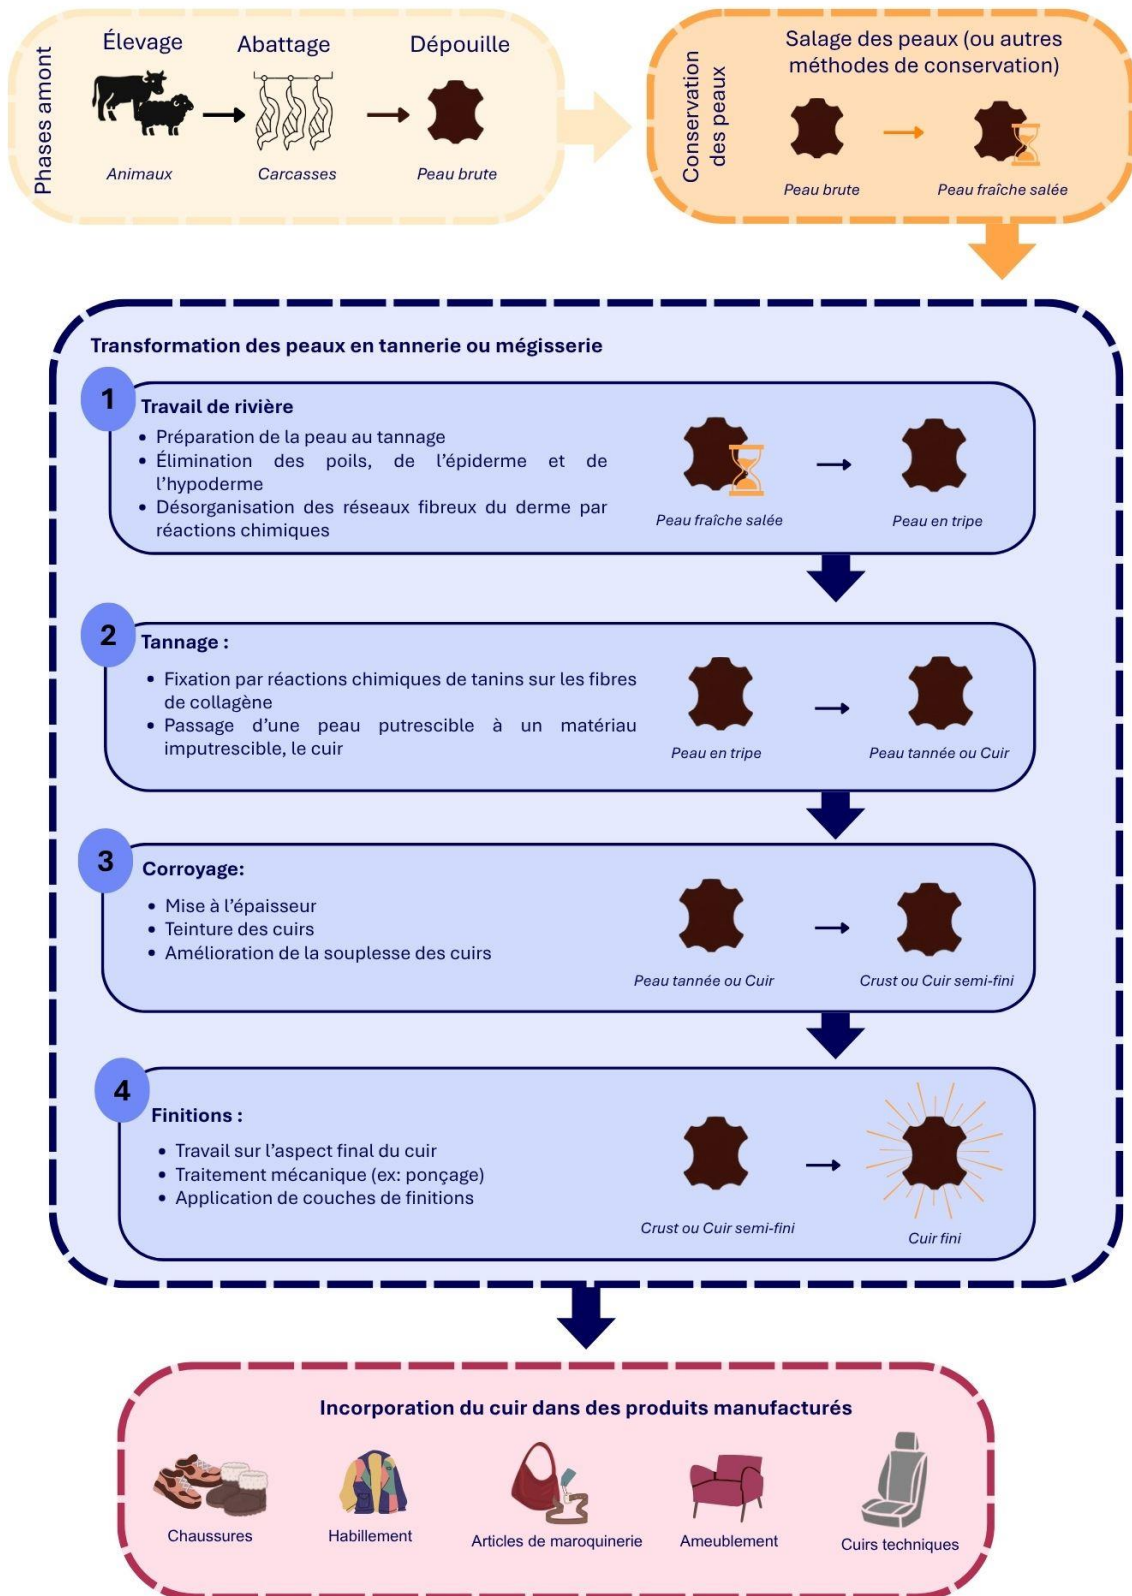 Phases amont
Élevage
Abattage
Dépouille
Animaux
Carcasses
Peau brute
Conservation
des peaux
Salage des peaux (ou autres
méthodes de conservation)
Peau brute
Peau fraîche salée
Transformation des peaux en tannerie ou mégisserie
1
Travail de rivière
• Préparation de la peau au tannage
• Élimination des poils, de l'épiderme et de
l'hypoderme
• Désorganisation des réseaux fibreux du derme par
réactions chimiques
Peau fraîche salée
Peau en tripe
2
Tannage :
• Fixation par réactions chimiques de tanins sur les fibres
de collagène
• Passage d'une peau putrescible à un matériau
imputrescible, le cuir
Peau en tripe
Peau tannée ou Cuir
3
Corroyage:
• Mise à l'épaisseur
• Teinture des cuirs
• Amélioration de la souplesse des cuirs
Peau tannée ou Cuir
Crust ou Cuir semi-fini
4
Finitions :
• Travail sur l'aspect final du cuir
• Traitement mécanique (ex: ponçage)
• Application de couches de finitions
Crust ou Cuir semi-fini
Cuir fini
Incorporation du cuir dans des produits manufacturés
Chaussures
Habillement
Articles de maroquinerie
Ameublement
Cuirs techniques